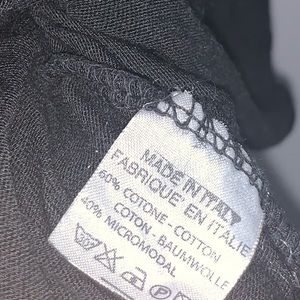 MADE IN ITALY
FABRIQUE EN ITALIE
60% COTONE - COTTON
COTON - BAUMWOLLE
40% MICROMODAL